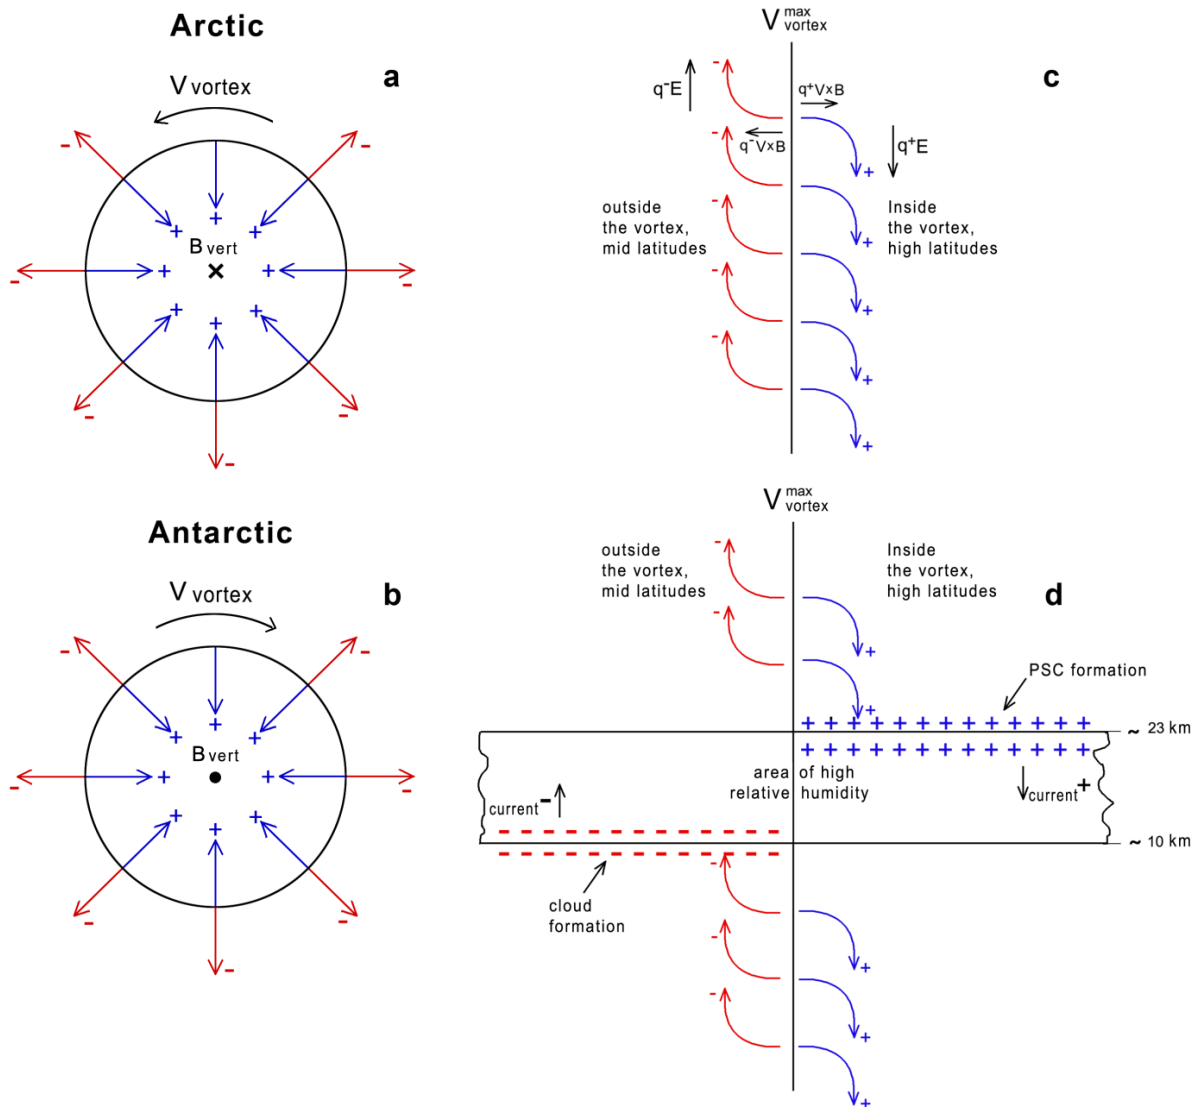 Arctic
a
V vortex
B vert
c
V max vortex
q⁻E
q⁺V×B
q⁻V×B
q⁺E
outside
the vortex,
mid latitudes
Inside
the vortex,
high latitudes
Antarctic
b
V vortex
B vert
d
V max vortex
outside
the vortex,
mid latitudes
Inside
the vortex,
high latitudes
PSC formation
~ 23 km
area of high
relative humidity
current -
current +
~ 10 km
cloud
formation